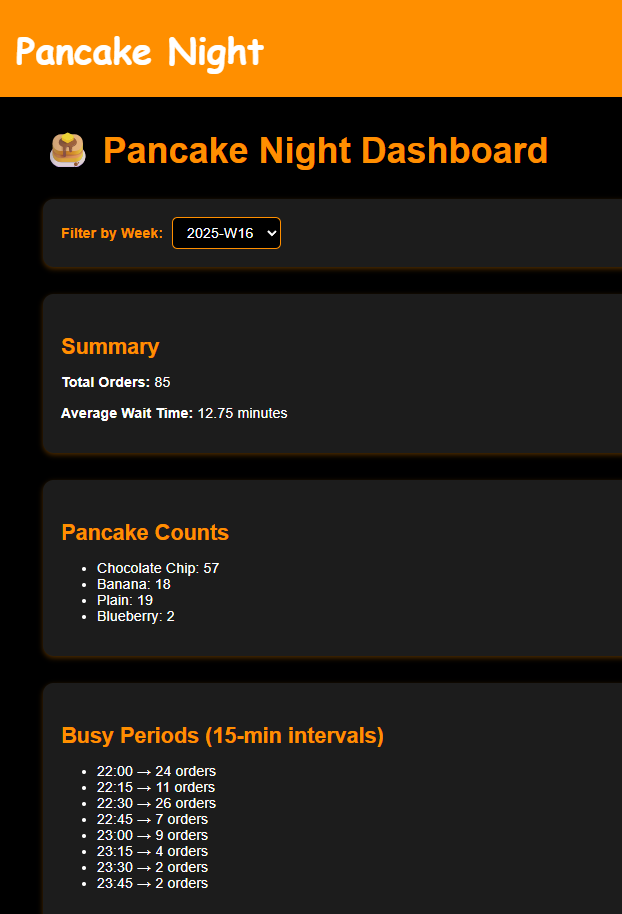 Pancake Night
Pancake Night Dashboard
Filter by Week: 2025-W16
Summary
Total Orders: 85
Average Wait Time: 12.75 minutes
Pancake Counts
• Chocolate Chip: 57
• Banana: 18
• Plain: 19
• Blueberry: 2
Busy Periods (15-min intervals)
• 22:00 → 24 orders
• 22:15 → 11 orders
• 22:30 → 26 orders
• 22:45 → 7 orders
• 23:00 → 9 orders
• 23:15 → 4 orders
• 23:30 → 2 orders
• 23:45 → 2 orders